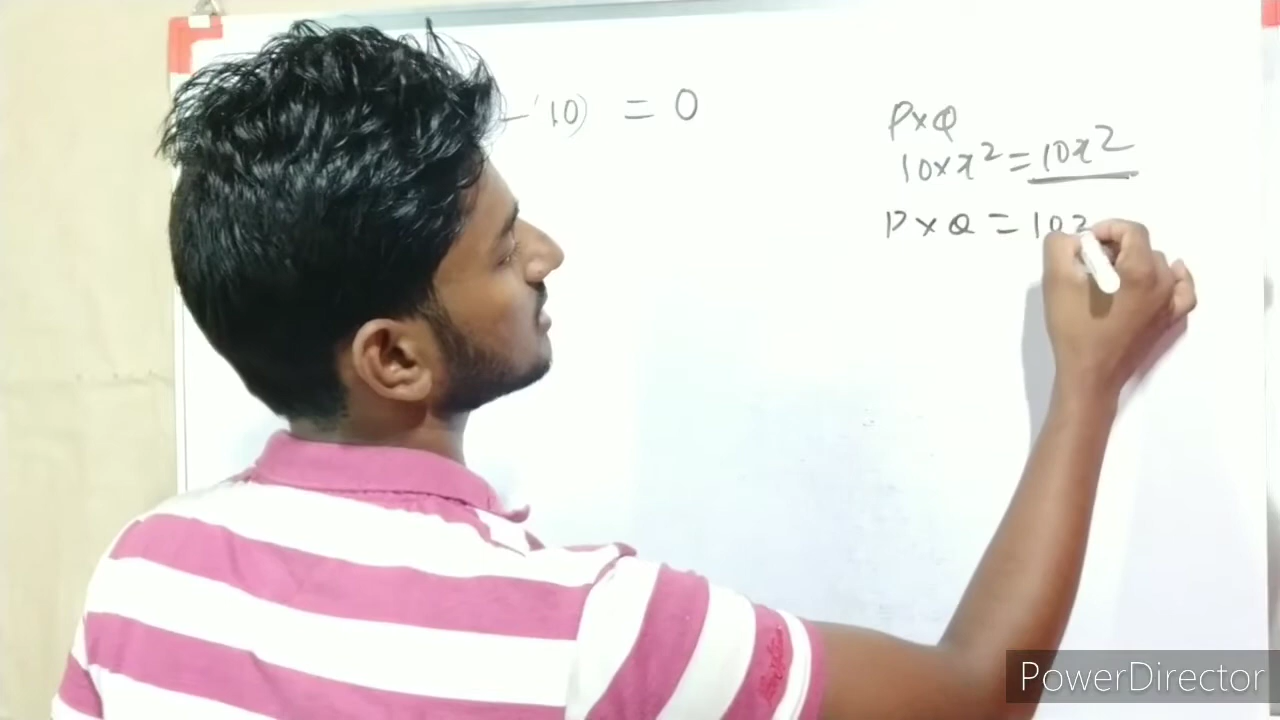 – 10) = 0
P×Q
10×x² = 10x²
P×Q = 10
PowerDirector